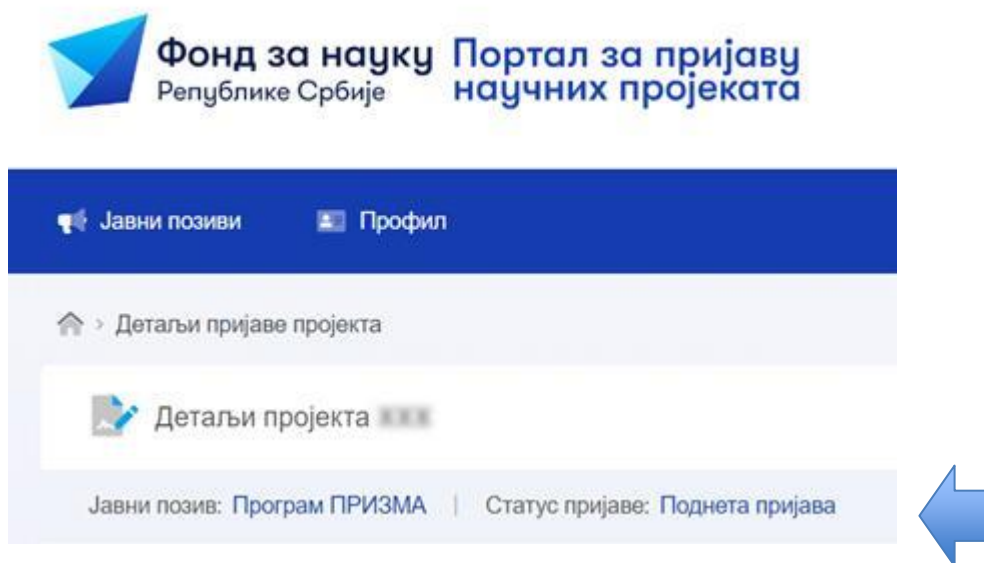 Фонд за науку
Републике Србије
Портал за пријаву
научних пројеката
Јавни позиви Профил
> Детаљи пријаве пројекта
Детаљи пројекта
Јавни позив: Програм ПРИЗМА | Статус пријаве: Поднета пријава